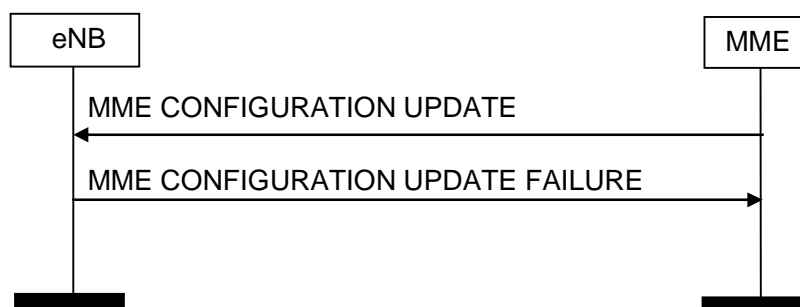 eNB
MME
MME CONFIGURATION UPDATE
MME CONFIGURATION UPDATE FAILURE